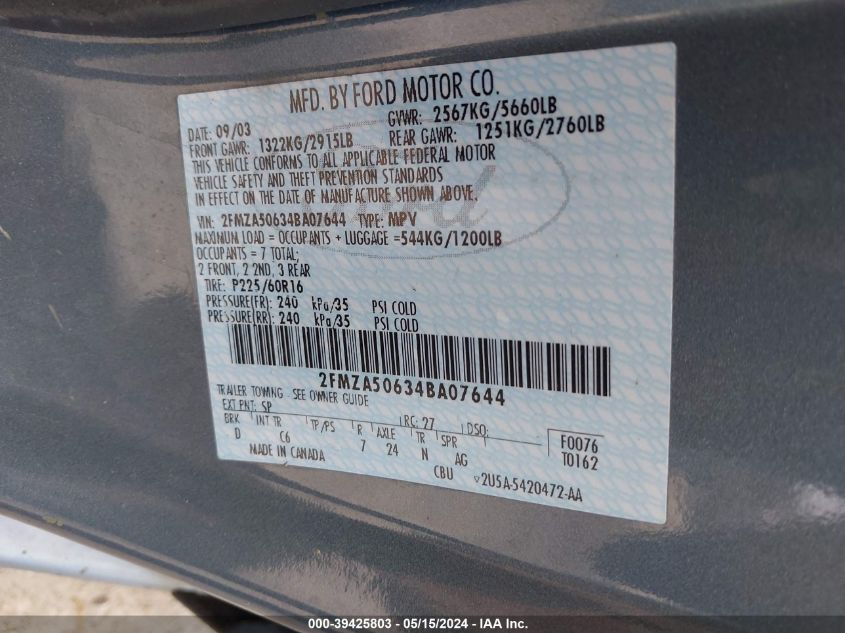 MFD. BY FORD MOTOR CO.
DATE: 09/03 GVWR: 2567KG/5660LB
FRONT GAWR: 1322KG/2915LB REAR GAWR: 1251KG/2760LB
THIS VEHICLE CONFORMS TO ALL APPLICABLE FEDERAL MOTOR
VEHICLE SAFETY AND THEFT PREVENTION STANDARDS
IN EFFECT ON THE DATE OF MANUFACTURE SHOWN ABOVE.
VIN: 2FMZA50634BA07644 TYPE: MPV
MAXIMUM LOAD = OCCUPANTS + LUGGAGE =544KG/1200LB
OCCUPANTS = 7 TOTAL;
2 FRONT, 2 2ND, 3 REAR
TIRE: P225/60R16
PRESSURE(FR): 240 kPa/35 PSI COLD
PRESSURE(RR): 240 kPa/35 PSI COLD
2FMZA50634BA07644
TRAILER TOWING - SEE OWNER GUIDE
EXT PNT: SP RC: 27 DSO:
BRK INT TR TP/PS R AXLE TR SPR F0076
D C6 7 24 N AG T0162
MADE IN CANADA CBU 2U5A-5420472-AA
000-39425803 - 05/15/2024 - IAA Inc.